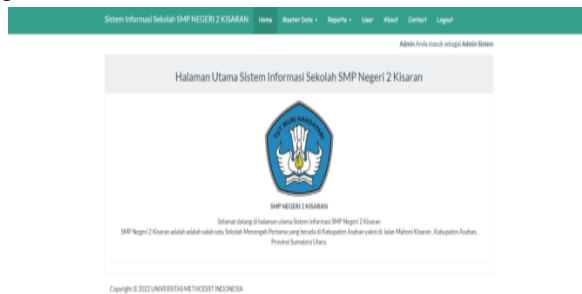 Sistem Informasi Sekolah SMP NEGERI 2 KISARAN Home Master Data Reports User About Contact Logout
Admin Anda masuk sebagai Admin Sistem
Halaman Utama Sistem Informasi Sekolah SMP Negeri 2 Kisaran
TUT WURI HANDAYANI
SMP NEGERI 2 KISARAN
Selamat datang di halaman utama Sistem Informasi SMP Negeri 2 Kisaran
SMP Negeri 2 Kisaran adalah adalah salah satu Sekolah Menengah Pertama yang berada di Kabupaten Asahan yakni di Jalan Mahoni Kisaran , Kabupaten Asahan,
Provinsi Sumatera Utara.
Copyright © 2022 UNIVERSITAS METHODIST INDONESIA